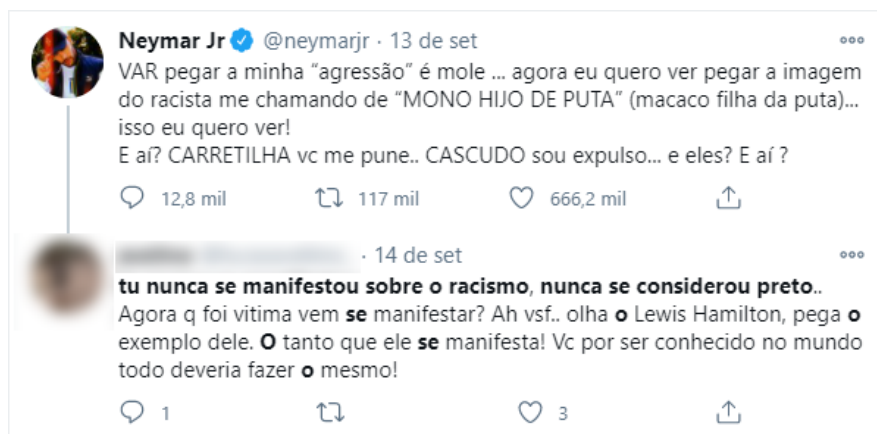 Neymar Jr @neymarjr · 13 de set
VAR pegar a minha “agressão” é mole ... agora eu quero ver pegar a imagem
do racista me chamando de “MONO HIJO DE PUTA” (macaco filha da puta)...
isso eu quero ver!
E aí? CARRETILHA vc me pune.. CASCUDO sou expulso... e eles? E aí ?
12,8 mil 117 mil 666,2 mil
· 14 de set
tu nunca se manifestou sobre o racismo, nunca se considerou preto..
Agora q foi vitima vem se manifestar? Ah vsf.. olha o Lewis Hamilton, pega o
exemplo dele. O tanto que ele se manifesta! Vc por ser conhecido no mundo
todo deveria fazer o mesmo!
1 3